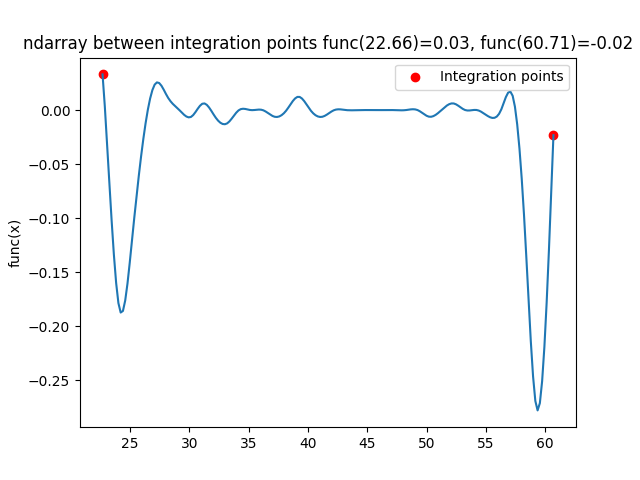 ndarray between integration points func(22.66)=0.03, func(60.71)=-0.02
Integration points
func(x)
0.00
−0.05
−0.10
−0.15
−0.20
−0.25
25 30 35 40 45 50 55 60